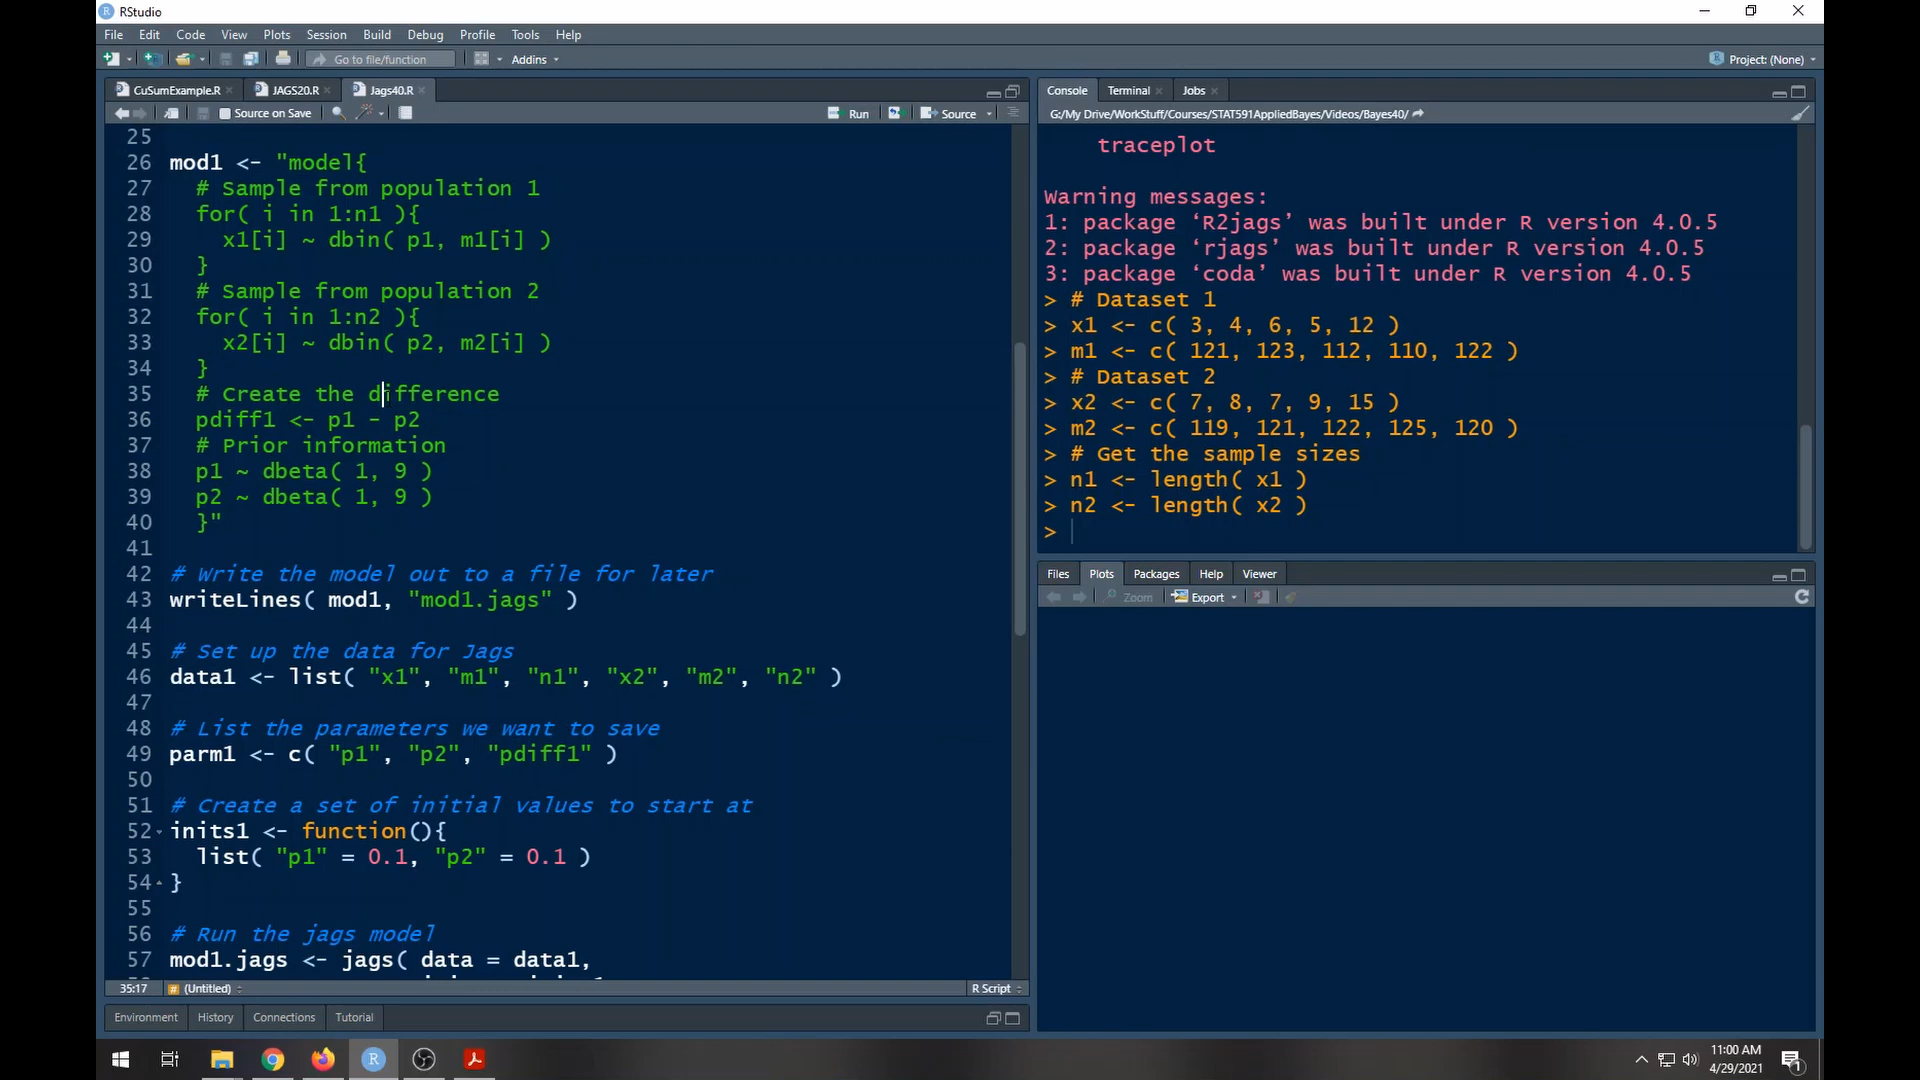 RStudio
File Edit Code View Plots Session Build Debug Profile Tools Help
Go to file/function Addins Project: (None)
CuSumExample.R JAGS20.R Jags40.R
Source on Save Run Source
25
26 mod1 <- "model{
27 # Sample from population 1
28 for( i in 1:n1 ){
29 x1[i] ~ dbin( p1, m1[i] )
30 }
31 # Sample from population 2
32 for( i in 1:n2 ){
33 x2[i] ~ dbin( p2, m2[i] )
34 }
35 # Create the difference
36 pdiff1 <- p1 - p2
37 # Prior information
38 p1 ~ dbeta( 1, 9 )
39 p2 ~ dbeta( 1, 9 )
40 }"
41
42 # Write the model out to a file for later
43 writeLines( mod1, "mod1.jags" )
44
45 # Set up the data for Jags
46 data1 <- list( "x1", "m1", "n1", "x2", "m2", "n2" )
47
48 # List the parameters we want to save
49 parm1 <- c( "p1", "p2", "pdiff1" )
50
51 # Create a set of initial values to start at
52 inits1 <- function(){
53 list( "p1" = 0.1, "p2" = 0.1 )
54 }
55
56 # Run the jags model
57 mod1.jags <- jags( data = data1,
35:17 (Untitled) R Script
Environment History Connections Tutorial
Console Terminal Jobs
G:/My Drive/WorkStuff/Courses/STAT591AppliedBayes/Videos/Bayes40/
traceplot
Warning messages:
1: package ‘R2jags’ was built under R version 4.0.5
2: package ‘rjags’ was built under R version 4.0.5
3: package ‘coda’ was built under R version 4.0.5
> # Dataset 1
> x1 <- c( 3, 4, 6, 5, 12 )
> m1 <- c( 121, 123, 112, 110, 122 )
> # Dataset 2
> x2 <- c( 7, 8, 7, 9, 15 )
> m2 <- c( 119, 121, 122, 125, 120 )
> # Get the sample sizes
> n1 <- length( x1 )
> n2 <- length( x2 )
>
Files Plots Packages Help Viewer
Zoom Export
11:00 AM
4/29/2021
1